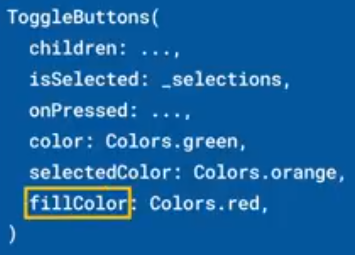 ToggleButtons(
  children: ...,
  isSelected: _selections,
  onPressed: ...,
  color: Colors.green,
  selectedColor: Colors.orange,
  fillColor: Colors.red,
)